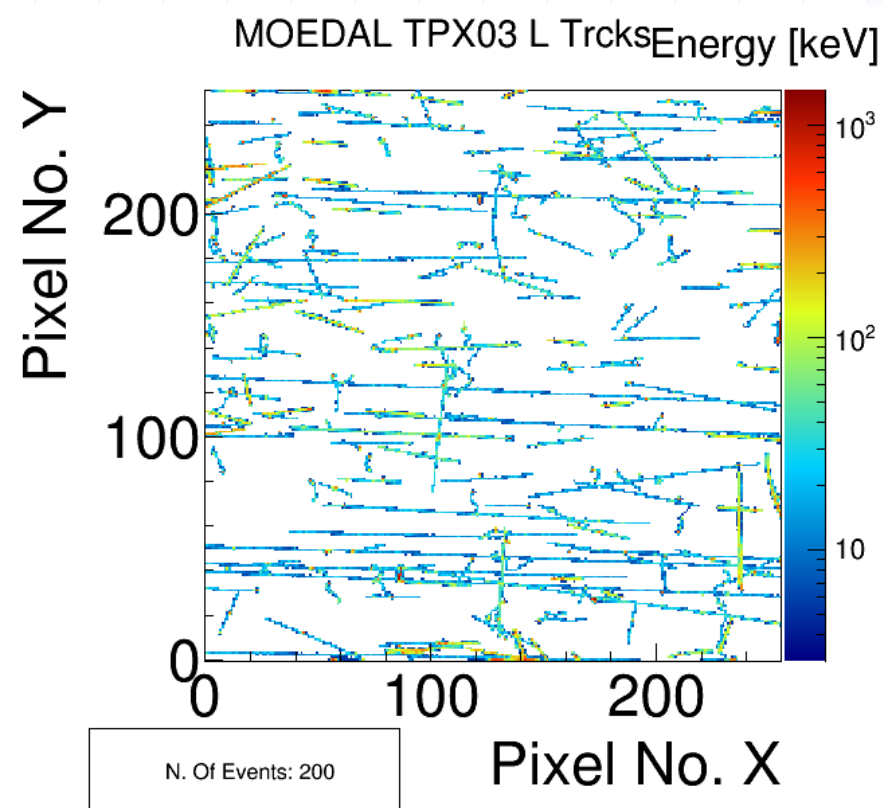 MOEDAL TPX03 L Trcks
Energy [keV]
Pixel No. Y
200
100
0
0
100
200
10³
10²
10
Pixel No. X
N. Of Events: 200